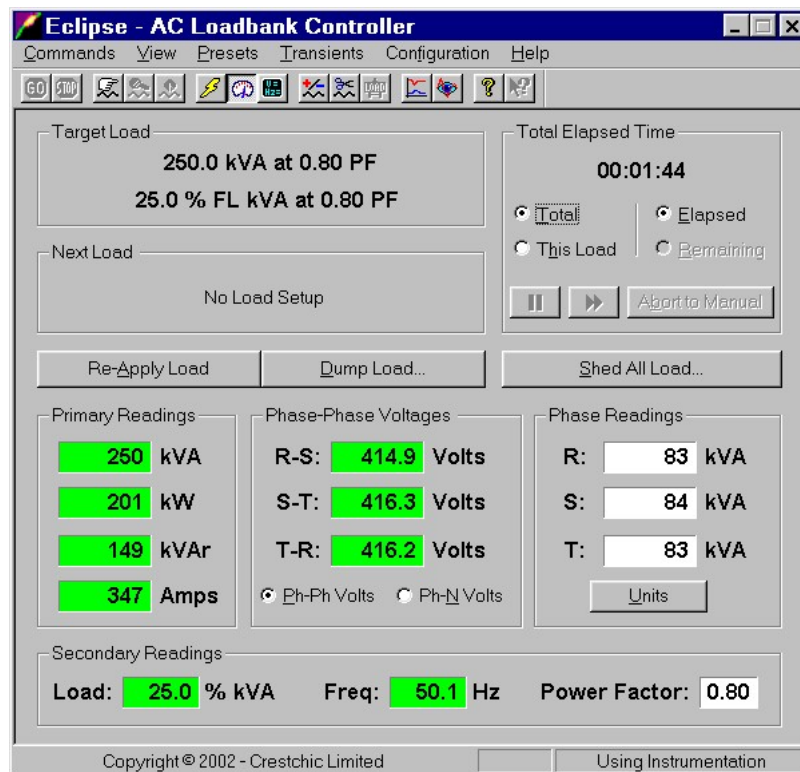 Eclipse - AC Loadbank Controller
Commands View Presets Transients Configuration Help
GO STOP
Target Load
250.0 kVA at 0.80 PF
25.0 % FL kVA at 0.80 PF
Total Elapsed Time
00:01:44
Total Elapsed
This Load Remaining
Abort to Manual
Next Load
No Load Setup
Re-Apply Load Dump Load... Shed All Load...
Primary Readings
250 kVA
201 kW
149 kVAr
347 Amps
Phase-Phase Voltages
R-S: 414.9 Volts
S-T: 416.3 Volts
T-R: 416.2 Volts
Ph-Ph Volts Ph-N Volts
Phase Readings
R: 83 kVA
S: 84 kVA
T: 83 kVA
Units
Secondary Readings
Load: 25.0 % kVA Freq: 50.1 Hz Power Factor: 0.80
Copyright © 2002 - Crestchic Limited Using Instrumentation